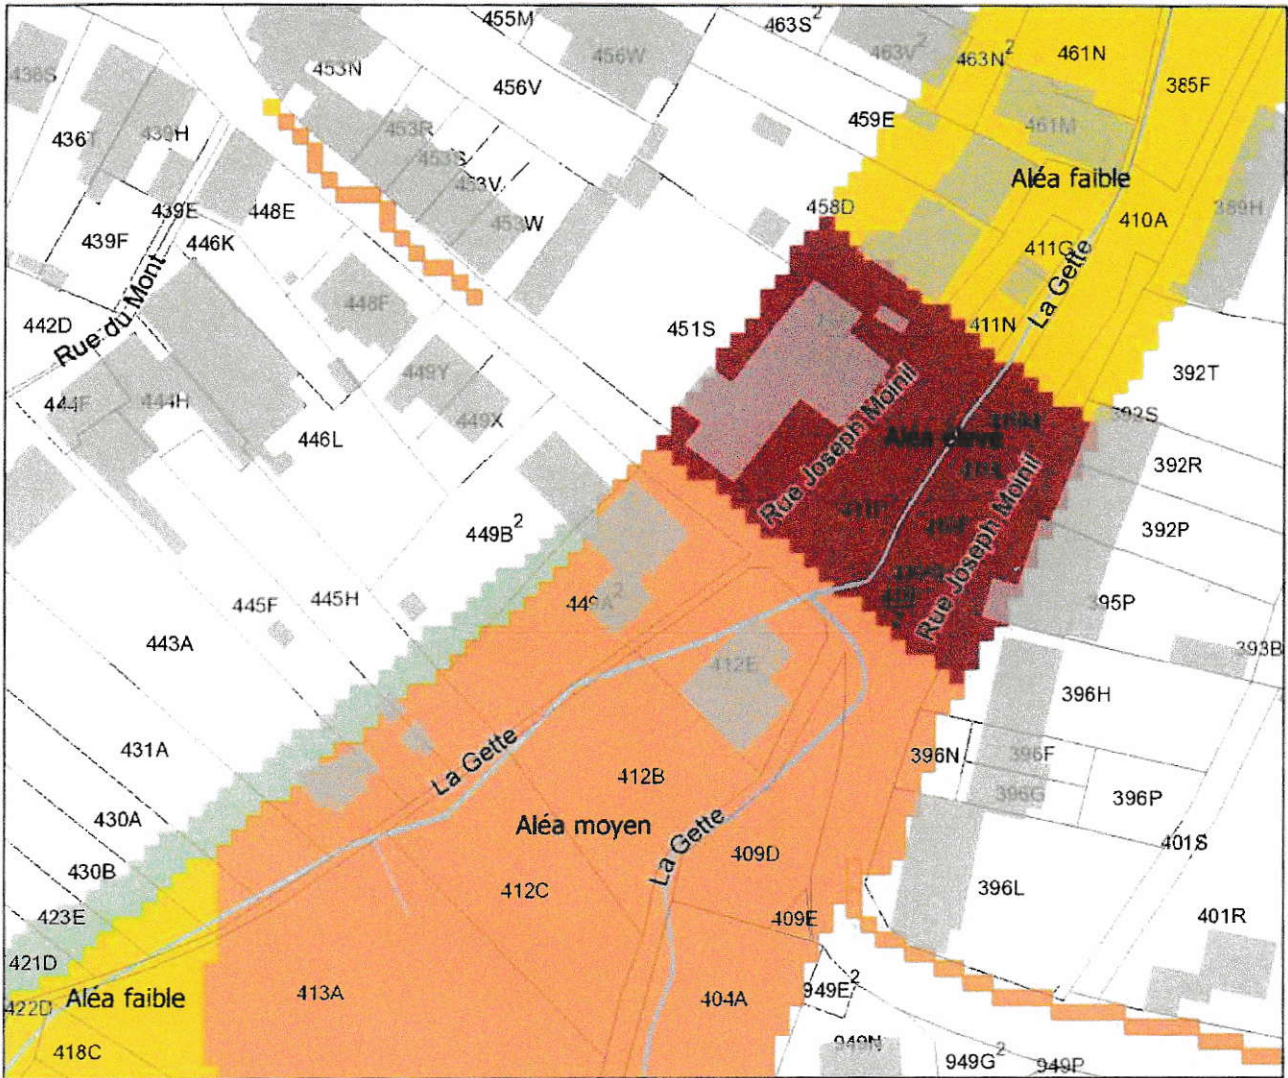 455M
463S²
456W
463V²
463N²
461N
438S
453N
456V
385F
453R
459E
461M
436T
439H
453S
453V
Aléa faible
439E
448E
453W
458D
389H
410A
439F
446K
411G
Rue du Mont
448F
La Gette
442D
451S
411N
392T
449Y
444F
444H
449X
392S
Rue Joseph Moinil
Aléa élevé
446L
392R
449B²
392P
Rue Joseph Moinil
445F
445H
449A²
395P
443A
393B
412E
396H
431A
La Gette
412B
396N
396F
396G
396P
430A
Aléa moyen
La Gette
409D
401S
430B
412C
396L
423E
409E
401R
421D
422D
Aléa faible
413A
404A
949E²
418C
949N
949G²
949P